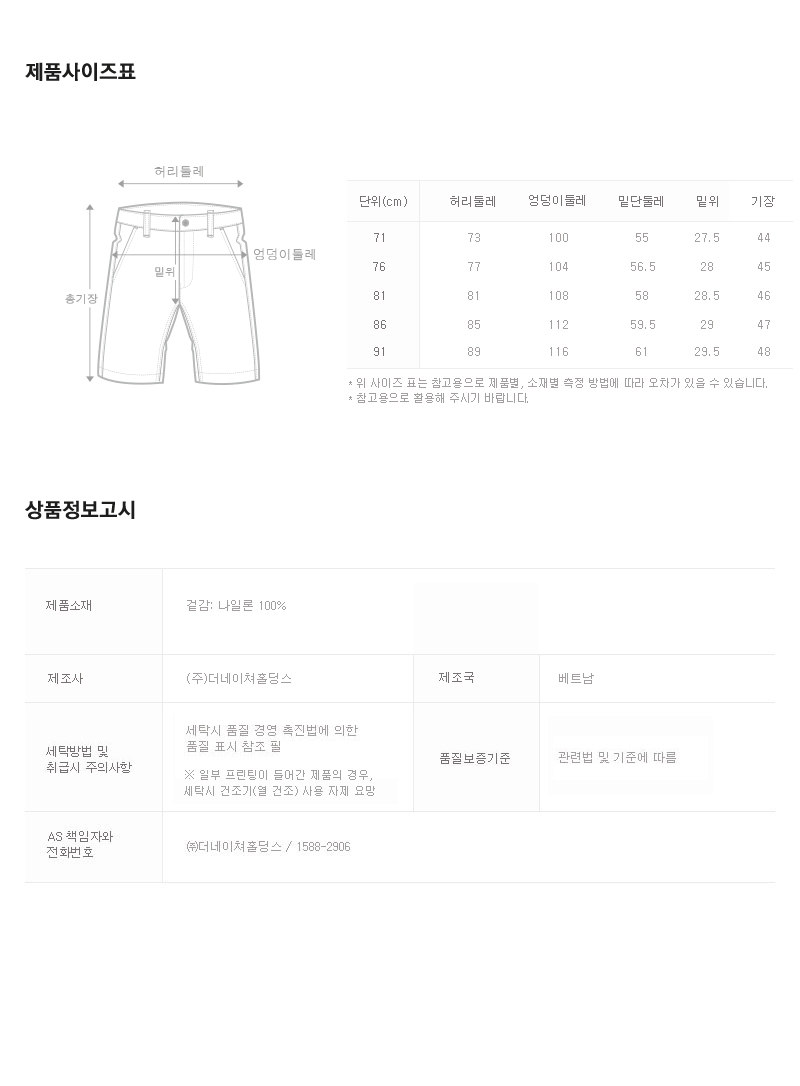 제품사이즈표
허리둘레
엉덩이둘레
밑위
총기장
단위(cm) 허리둘레 엉덩이둘레 밑단둘레 밑위 기장
71 73 100 55 27.5 44
76 77 104 56.5 28 45
81 81 108 58 28.5 46
86 85 112 59.5 29 47
91 89 116 61 29.5 48
* 위 사이즈 표는 참고용으로 제품별, 소재별 측정 방법에 따라 오차가 있을 수 있습니다.
* 참고용으로 활용해 주시기 바랍니다.
상품정보고시
제품소재 겉감: 나일론 100%
제조사 (주)더네이쳐홀딩스 제조국 베트남
세탁방법 및
취급시 주의사항
세탁시 품질 경영 촉진법에 의한
품질 표시 참조 필
※ 일부 프린팅이 들어간 제품의 경우,
세탁시 건조기(열 건조) 사용 자제 요망
품질보증기준 관련법 및 기준에 따름
AS 책임자와
전화번호
㈜더네이쳐홀딩스 / 1588-2906